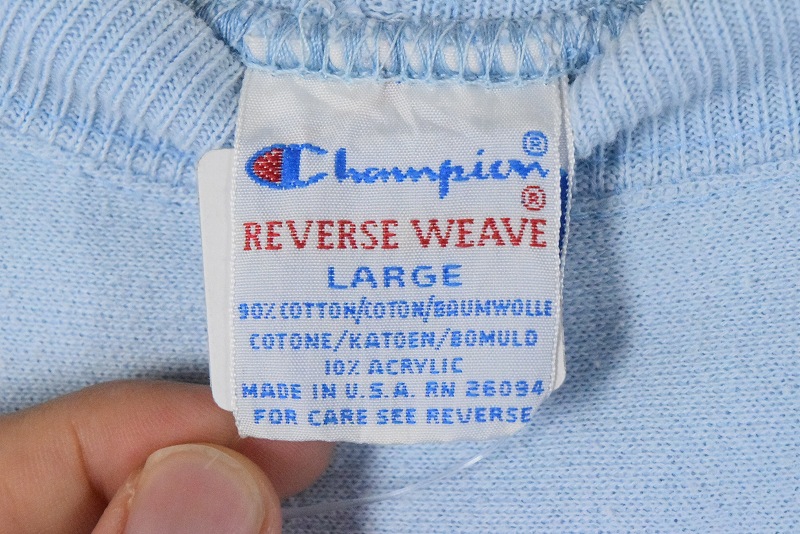 Champion®
®
REVERSE WEAVE
LARGE
90% COTTON/COTON/BAUMWOLLE
COTONE/KATOEN/BOMULD
10% ACRYLIC
MADE IN U.S.A. RN 26094
FOR CARE SEE REVERSE